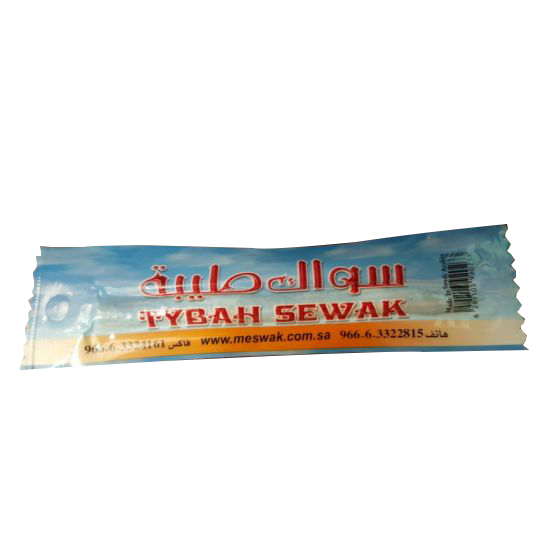 سواك طيبة
TYBAH SEWAK
فاكس 966-6-3324161 www.meswak.com.sa 966-6-3322815 هاتف
Made In Saudi Arabia